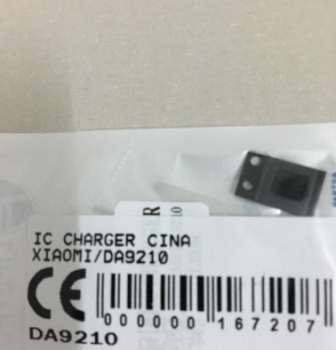 R
IC CHARGER CINA
XIAOMI/DA9210
CE
000000 167207
DA9210